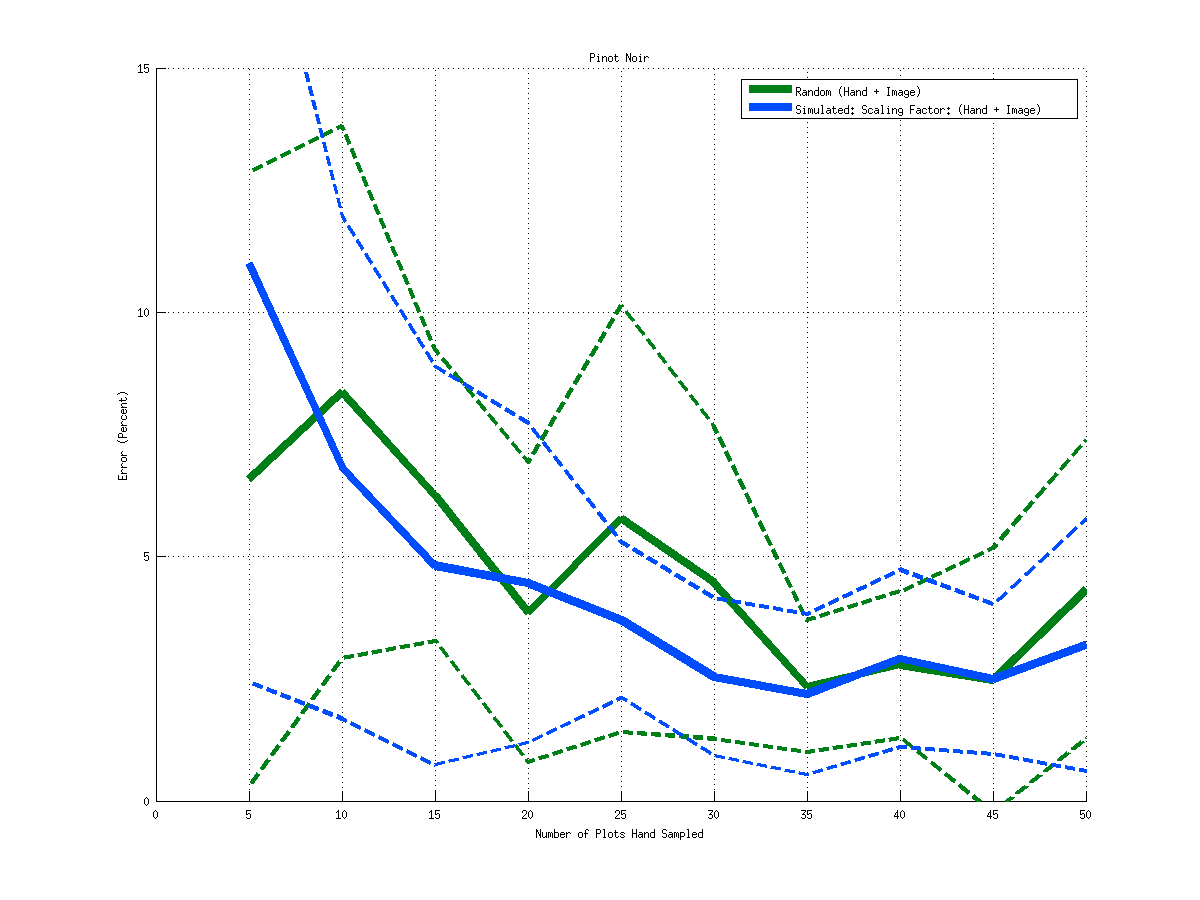 Pinot Noir
15
Random (Hand + Image)
Simulated: Scaling Factor: (Hand + Image)
10
Error (Percent)
5
0
0 5 10 15 20 25 30 35 40 45 50
Number of Plots Hand Sampled